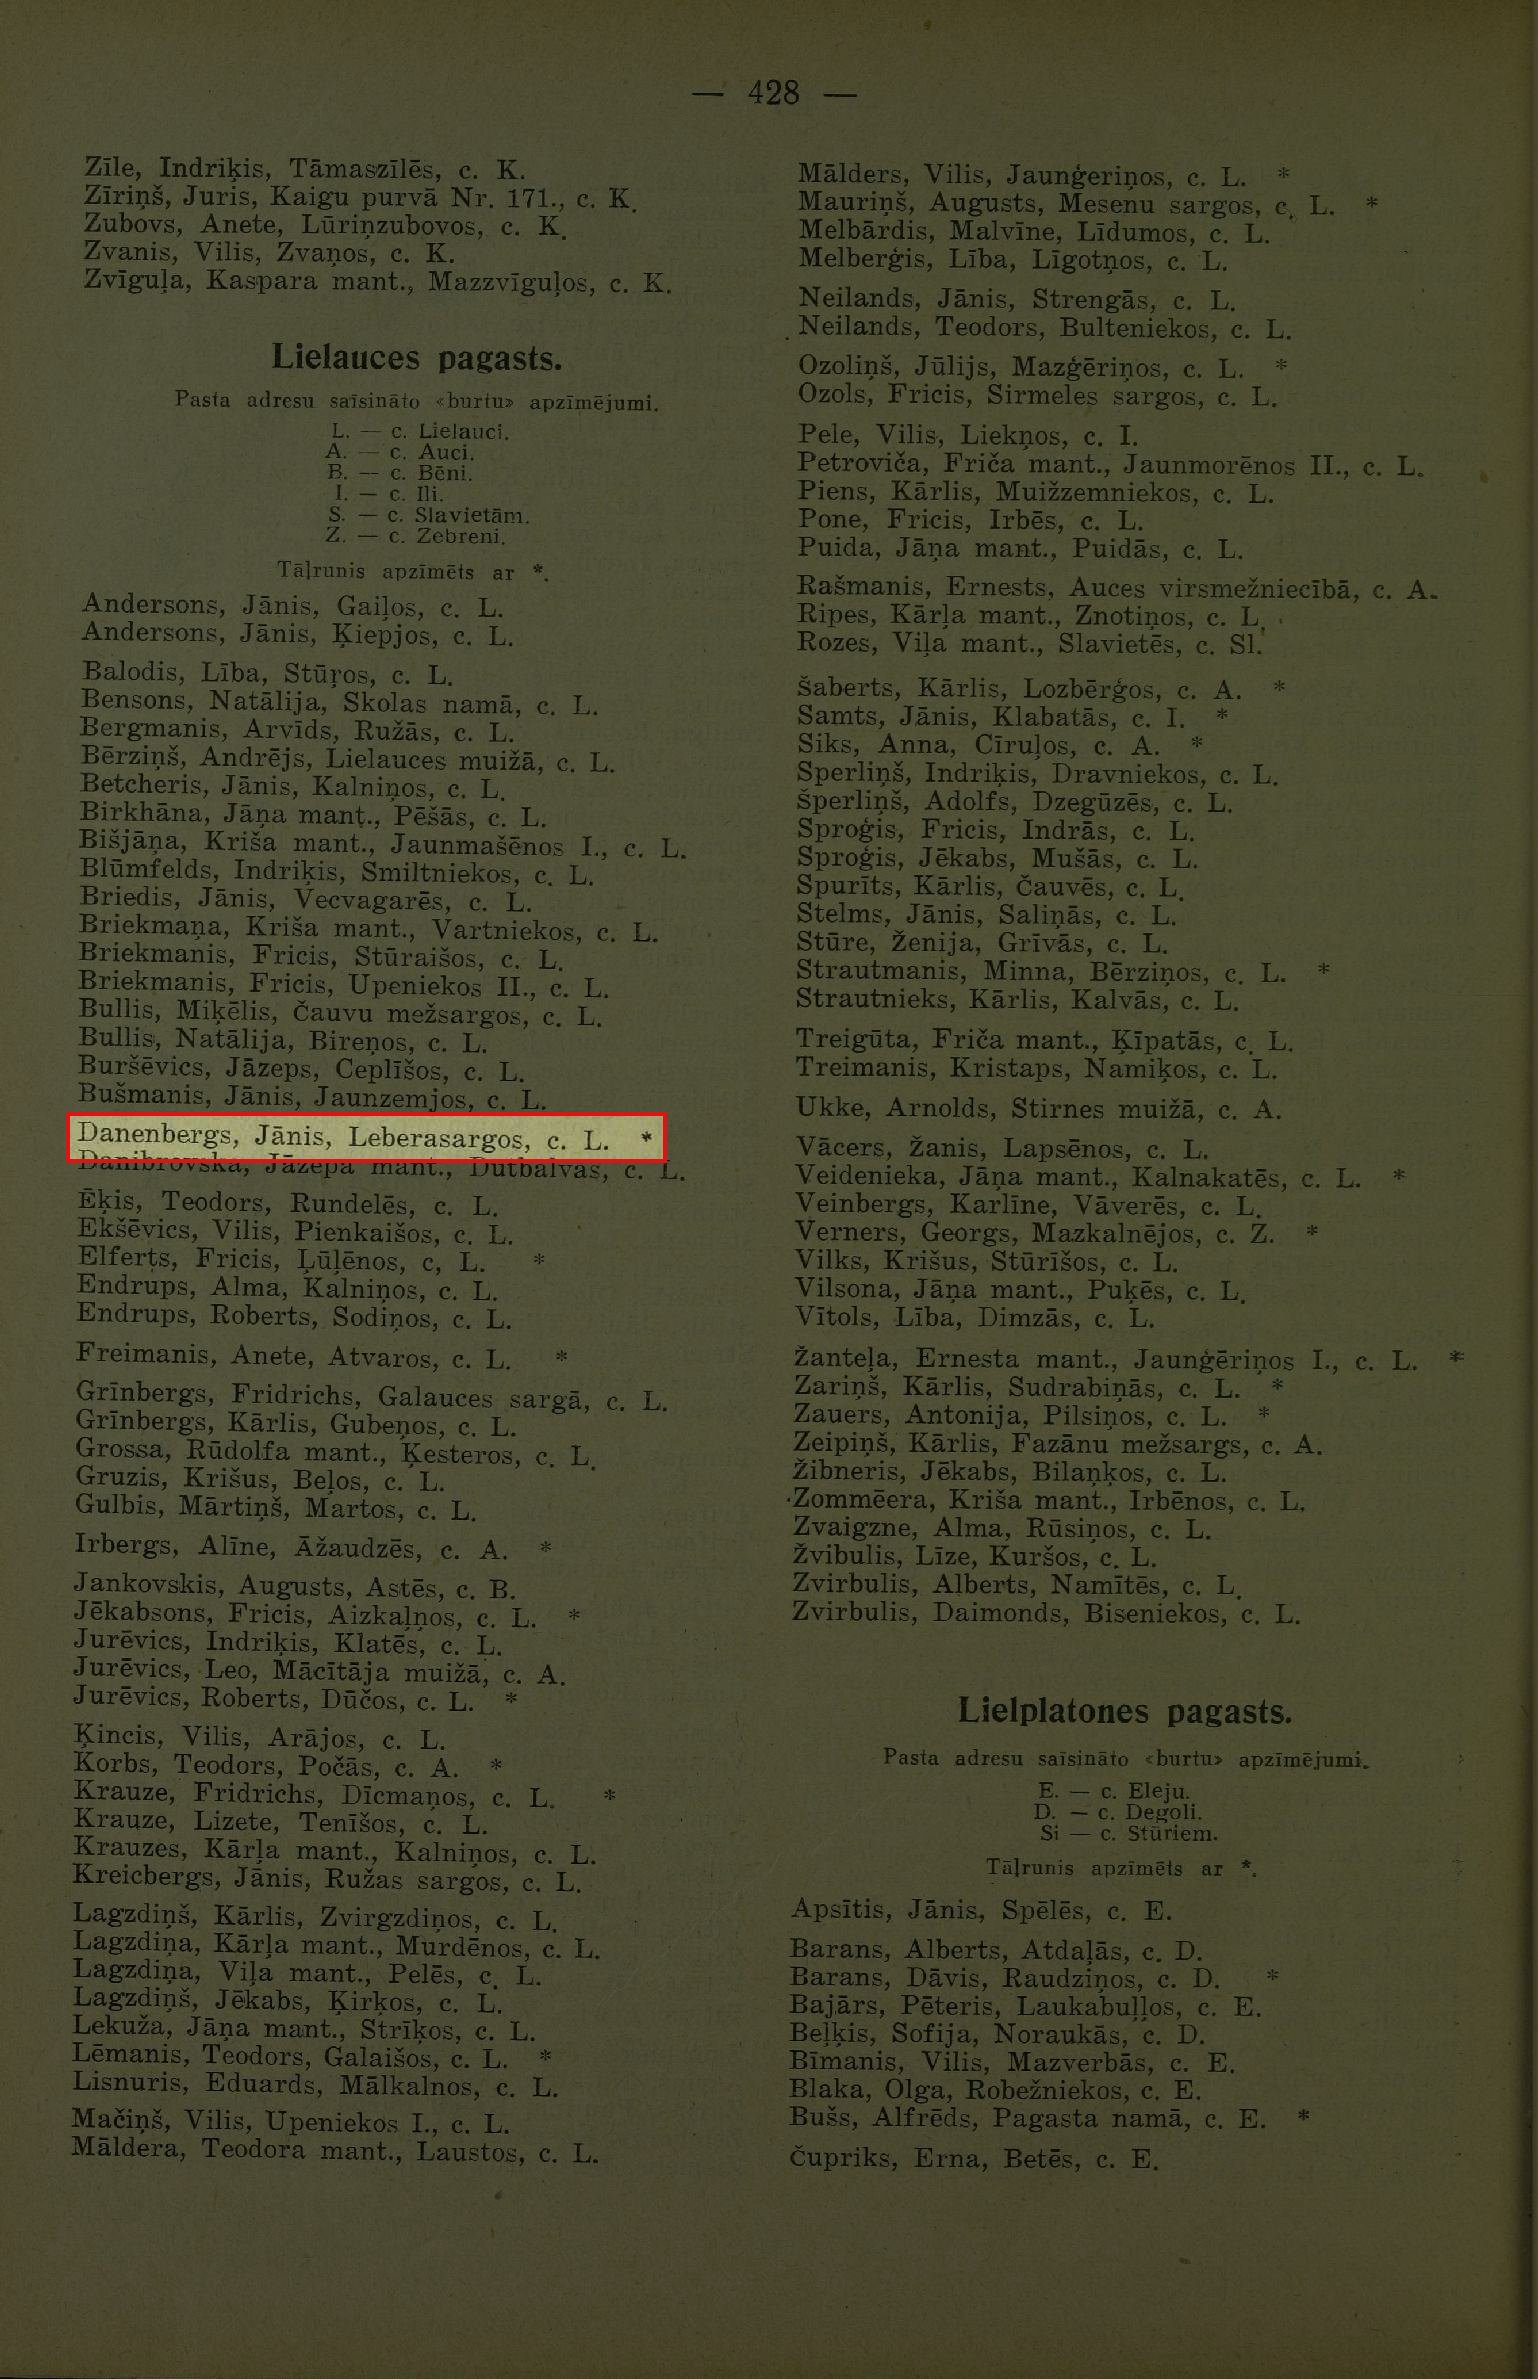 — 428 —
Zīle, Indriķis, Tāmaszīlēs, c. K.
Zīriņš, Juris, Kaigu purvā Nr. 171., c. K.
Zubovs, Anete, Lūriņzubovos, c. K.
Zvanis, Vilis, Zvaņos, c. K.
Zvīguļa, Kaspara mant., Mazzvīguļos, c. K.
Lielauces pagasts.
Pasta adresu saīsināto «burtu» apzīmējumi.
L. — c. Lielauci.
A. — c. Auci.
B. — c. Bēni.
I. — c. Ili.
S. — c. Slavietām.
Z. — c. Zebreni.
Tāļrunis apzīmēts ar *.
Andersons, Jānis, Gaiļos, c. L.
Andersons, Jānis, Ķiepjos, c. L.
Balodis, Lība, Stūŗos, c. L.
Bensons, Natālija, Skolas namā, c. L.
Bergmanis, Arvīds, Ružās, c. L.
Bērziņš, Andrējs, Lielauces muižā, c. L.
Betcheris, Jānis, Kalniņos, c. L.
Birkhāna, Jāņa mant., Pēšās, c. L.
Bišjāņa, Kriša mant., Jaunmašēnos I., c. L.
Blūmfelds, Indriķis, Smiltniekos, c. L.
Briedis, Jānis, Vecvagarēs, c. L.
Briekmaņa, Kriša mant., Vartniekos, c. L.
Briekmanis, Fricis, Stūraišos, c. L.
Briekmanis, Fricis, Upeniekos II., c. L.
Bullis, Miķēlis, Čauvu mežsargos, c. L.
Bullis, Natālija, Bireņos, c. L.
Buršēvics, Jāzeps, Ceplīšos, c. L.
Bušmanis, Jānis, Jaunzemjos, c. L.
Danenbergs, Jānis, Leberasargos, c. L. *
Danibrovska, Jāzepa mant., Dutbalvas, c. L.
Ēķis, Teodors, Rundelēs, c. L.
Ekšēvics, Vilis, Pienkaišos, c. L.
Elferts, Fricis, Ļūļēnos, c, L. *
Endrups, Alma, Kalniņos, c. L.
Endrups, Roberts, Sodiņos, c. L.
Freimanis, Anete, Atvaros, c. L. *
Grīnbergs, Fridrichs, Galauces sargā, c. L.
Grīnbergs, Kārlis, Gubeņos, c. L.
Grossa, Rūdolfa mant., Ķesteros, c. L.
Gruzis, Krišus, Beļos, c. L.
Gulbis, Mārtiņš, Martos, c. L.
Irbergs, Alīne, Āžaudzēs, c. A. *
Jankovskis, Augusts, Astēs, c. B.
Jēkabsons, Fricis, Aizkaļņos, c. L. *
Jurēvics, Indriķis, Klatēs, c. L.
Jurēvics, Leo, Mācītāja muižā, c. A.
Jurēvics, Roberts, Dūčos, c. L. *
Ķincis, Vilis, Arājos, c. L.
Korbs, Teodors, Počās, c. A. *
Krauze, Fridrichs, Dīcmaņos, c. L. *
Krauze, Lizete, Tenīšos, c. L.
Krauzes, Kārļa mant., Kalniņos, c. L.
Kreicbergs, Jānis, Ružas sargos, c. L.
Lagzdiņš, Kārlis, Zvirgzdiņos, c. L.
Lagzdiņa, Kārļa mant., Murdēnos, c. L.
Lagzdiņa, Viļa mant., Pelēs, c. L.
Lagzdiņš, Jēkabs, Ķirķos, c. L.
Lekuža, Jāņa mant., Strīķos, c. L.
Lēmanis, Teodors, Galaišos, c. L. *
Lisnuris, Eduards, Mālkalnos, c. L.
Mačiņš, Vilis, Upeniekos I., c. L.
Māldera, Teodora mant., Laustos, c. L.
Mālders, Vilis, Jaunģeriņos, c. L. *
Mauriņš, Augusts, Mesenu sargos, c. L. *
Melbārdis, Malvīne, Līdumos, c. L.
Melberģis, Lība, Līgotņos, c. L.
Neilands, Jānis, Strengās, c. L.
Neilands, Teodors, Bulteniekos, c. L.
Ozoliņš, Jūlijs, Mazģēriņos, c. L. *
Ozols, Fricis, Sirmeles sargos, c. L.
Pele, Vilis, Liekņos, c. I.
Petroviča, Friča mant., Jaunmorēnos II., c. L.
Piens, Kārlis, Muižzemniekos, c. L.
Pone, Fricis, Irbēs, c. L.
Puida, Jāņa mant., Puidās, c. L.
Rašmanis, Ernests, Auces virsmežniecībā, c. A.
Ripes, Kārļa mant., Znotiņos, c. L.
Rozes, Viļa mant., Slavietēs, c. Sl.
Šaberts, Kārlis, Lozbērģos, c. A. *
Samts, Jānis, Klabatās, c. I. *
Siks, Anna, Cīruļos, c. A. *
Sperliņš, Indriķis, Dravniekos, c. L.
Šperliņš, Adolfs, Dzegūzēs, c. L.
Sproģis, Fricis, Indrās, c. L.
Sproģis, Jēkabs, Mušās, c. L.
Spurīts, Kārlis, Čauvēs, c. L.
Stelms, Jānis, Saliņās, c. L.
Stūre, Ženija, Grīvās, c. L.
Strautmanis, Minna, Bērziņos, c. L. *
Strautnieks, Kārlis, Kalvās, c. L.
Treigūta, Friča mant., Ķīpatās, c. L.
Treimanis, Kristaps, Namiķos, c. L.
Ukke, Arnolds, Stirnes muižā, c. A.
Vācers, Žanis, Lapsēnos, c. L.
Veidenieka, Jāņa mant., Kalnakatēs, c. L. *
Veinbergs, Karlīne, Vāverēs, c. L.
Verners, Georgs, Mazkalnējos, c. Z. *
Vilks, Krišus, Stūrīšos, c. L.
Vilsona, Jāņa mant., Puķēs, c. L.
Vītols, Lība, Dimzās, c. L.
Žanteļa, Ernesta mant., Jaunģēriņos I., c. L. *
Zariņš, Kārlis, Sudrabiņās, c. L. *
Zauers, Antonija, Pilsiņos, c. L. *
Zeipiņš, Kārlis, Fazānu mežsargs, c. A.
Žibneris, Jēkabs, Bilaņķos, c. L.
Zommēera, Kriša mant., Irbēnos, c. L.
Zvaigzne, Alma, Rūsiņos, c. L.
Žvibulis, Līze, Kuršos, c. L.
Zvirbulis, Alberts, Namītēs, c. L.
Zvirbulis, Daimonds, Biseniekos, c. L.
Lielplatones pagasts.
Pasta adresu saīsināto «burtu» apzīmējumi.
E. — c. Eleju.
D. — c. Degoli.
Si — c. Stūriem.
Tāļrunis apzīmēts ar *.
Apsītis, Jānis, Spēlēs, c. E.
Barans, Alberts, Atdaļās, c. D.
Barans, Dāvis, Raudziņos, c. D. *
Bajārs, Pēteris, Laukabuļļos, c. E.
Beļķis, Sofija, Noraukās, c. D.
Bīmanis, Vilis, Mazverbās, c. E.
Blaka, Olga, Robežniekos, c. E.
Bušs, Alfrēds, Pagasta namā, c. E. *
Čupriks, Erna, Betēs, c. E.